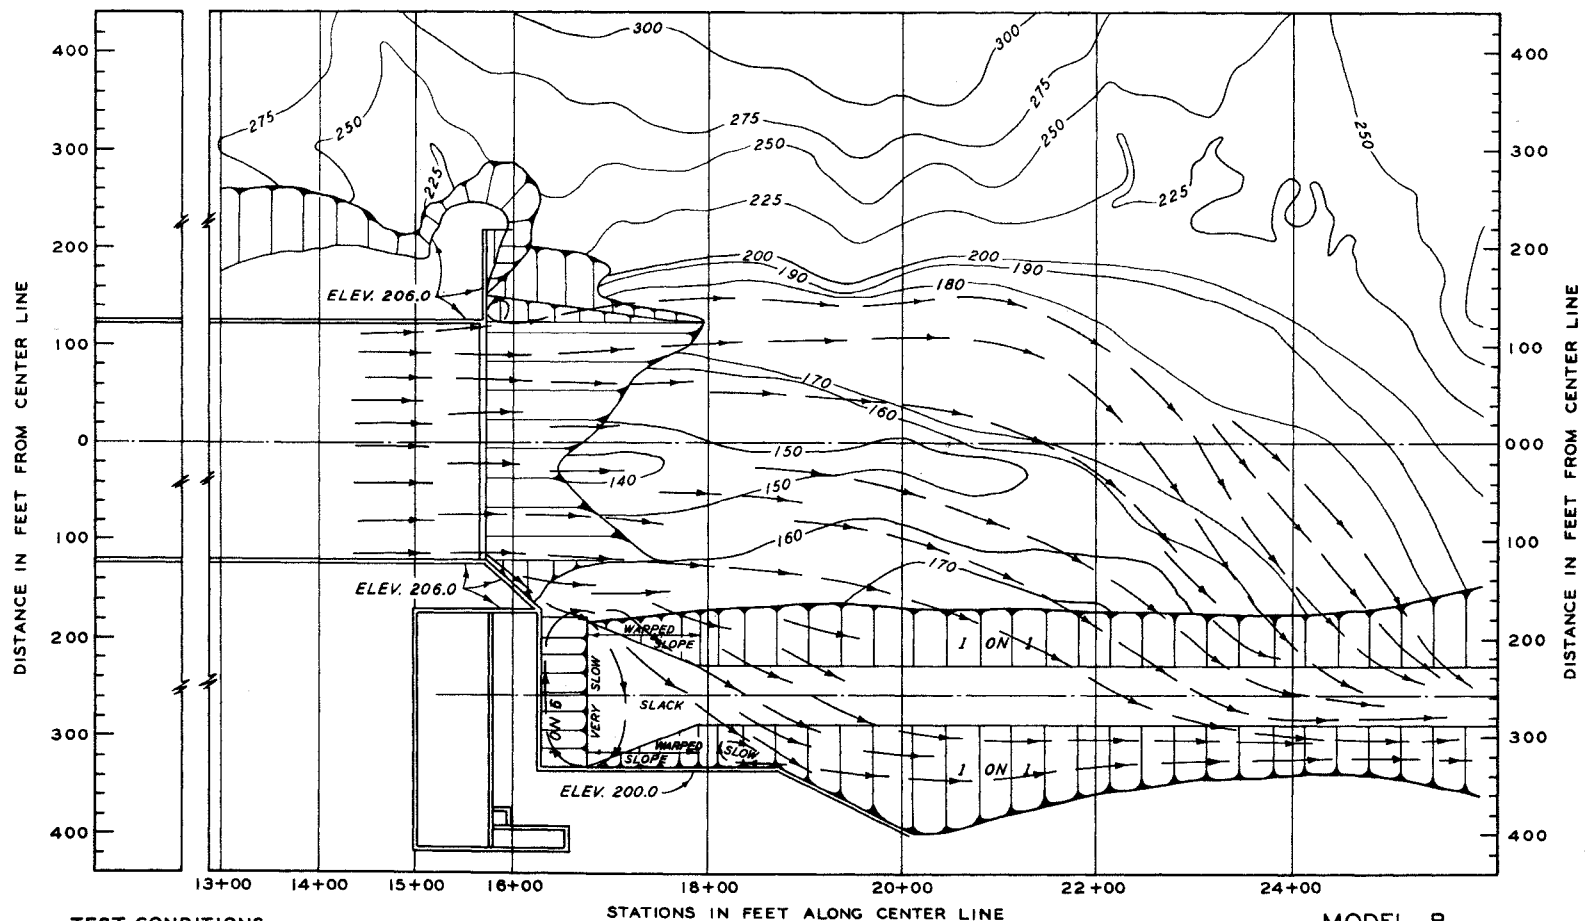 400
300
200
100
0
100
200
300
400
DISTANCE IN FEET FROM CENTER LINE
300
300
275
275
275
250
250
250
250
225
225
225
200
200
190
190
180
ELEV. 206.0
170
160
150
140
150
160
170
ELEV. 206.0
WARPED
SLOPE
1 ON 1
VERY SLOW
SLACK
1 ON 6
WARPED
SLOPE
SLOW
1 ON 1
ELEV. 200.0
400
300
200
100
000
100
200
300
400
DISTANCE IN FEET FROM CENTER LINE
13+00 14+00 15+00 16+00 18+00 20+00 22+00 24+00
STATIONS IN FEET ALONG CENTER LINE
TEST CONDITIONS
MODEL B